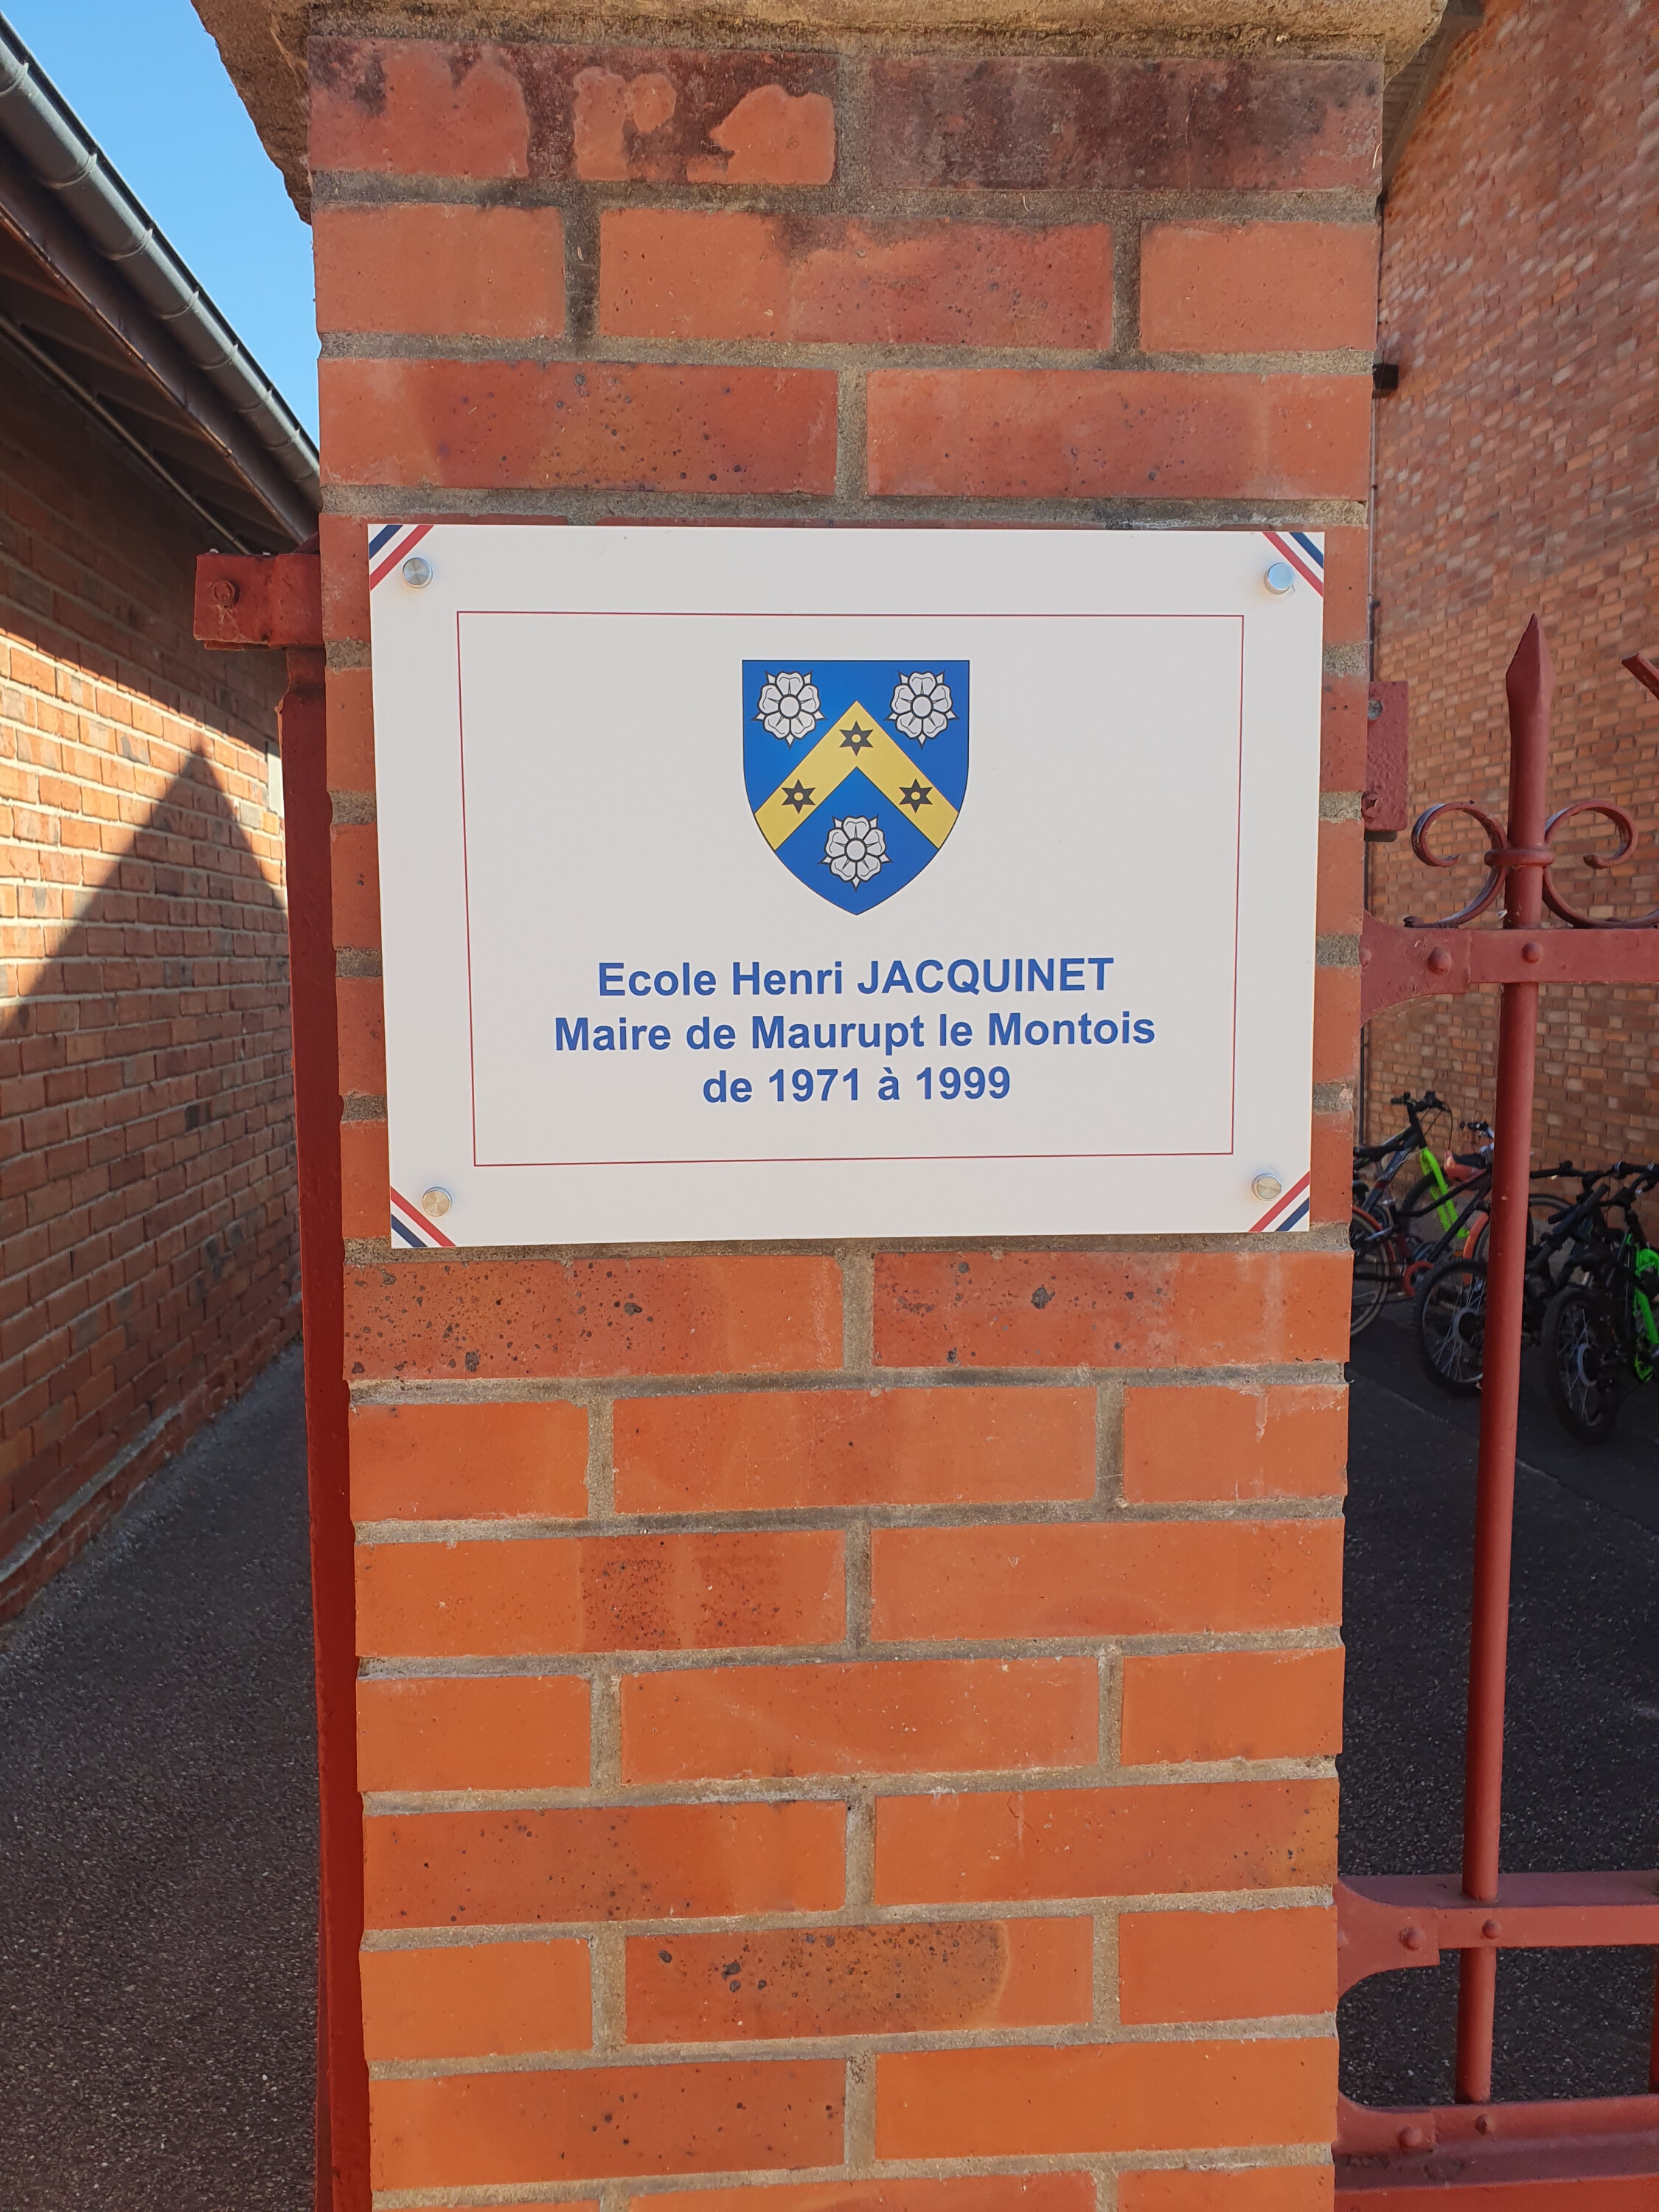 Ecole Henri JACQUINET
Maire de Maurupt le Montois
de 1971 à 1999